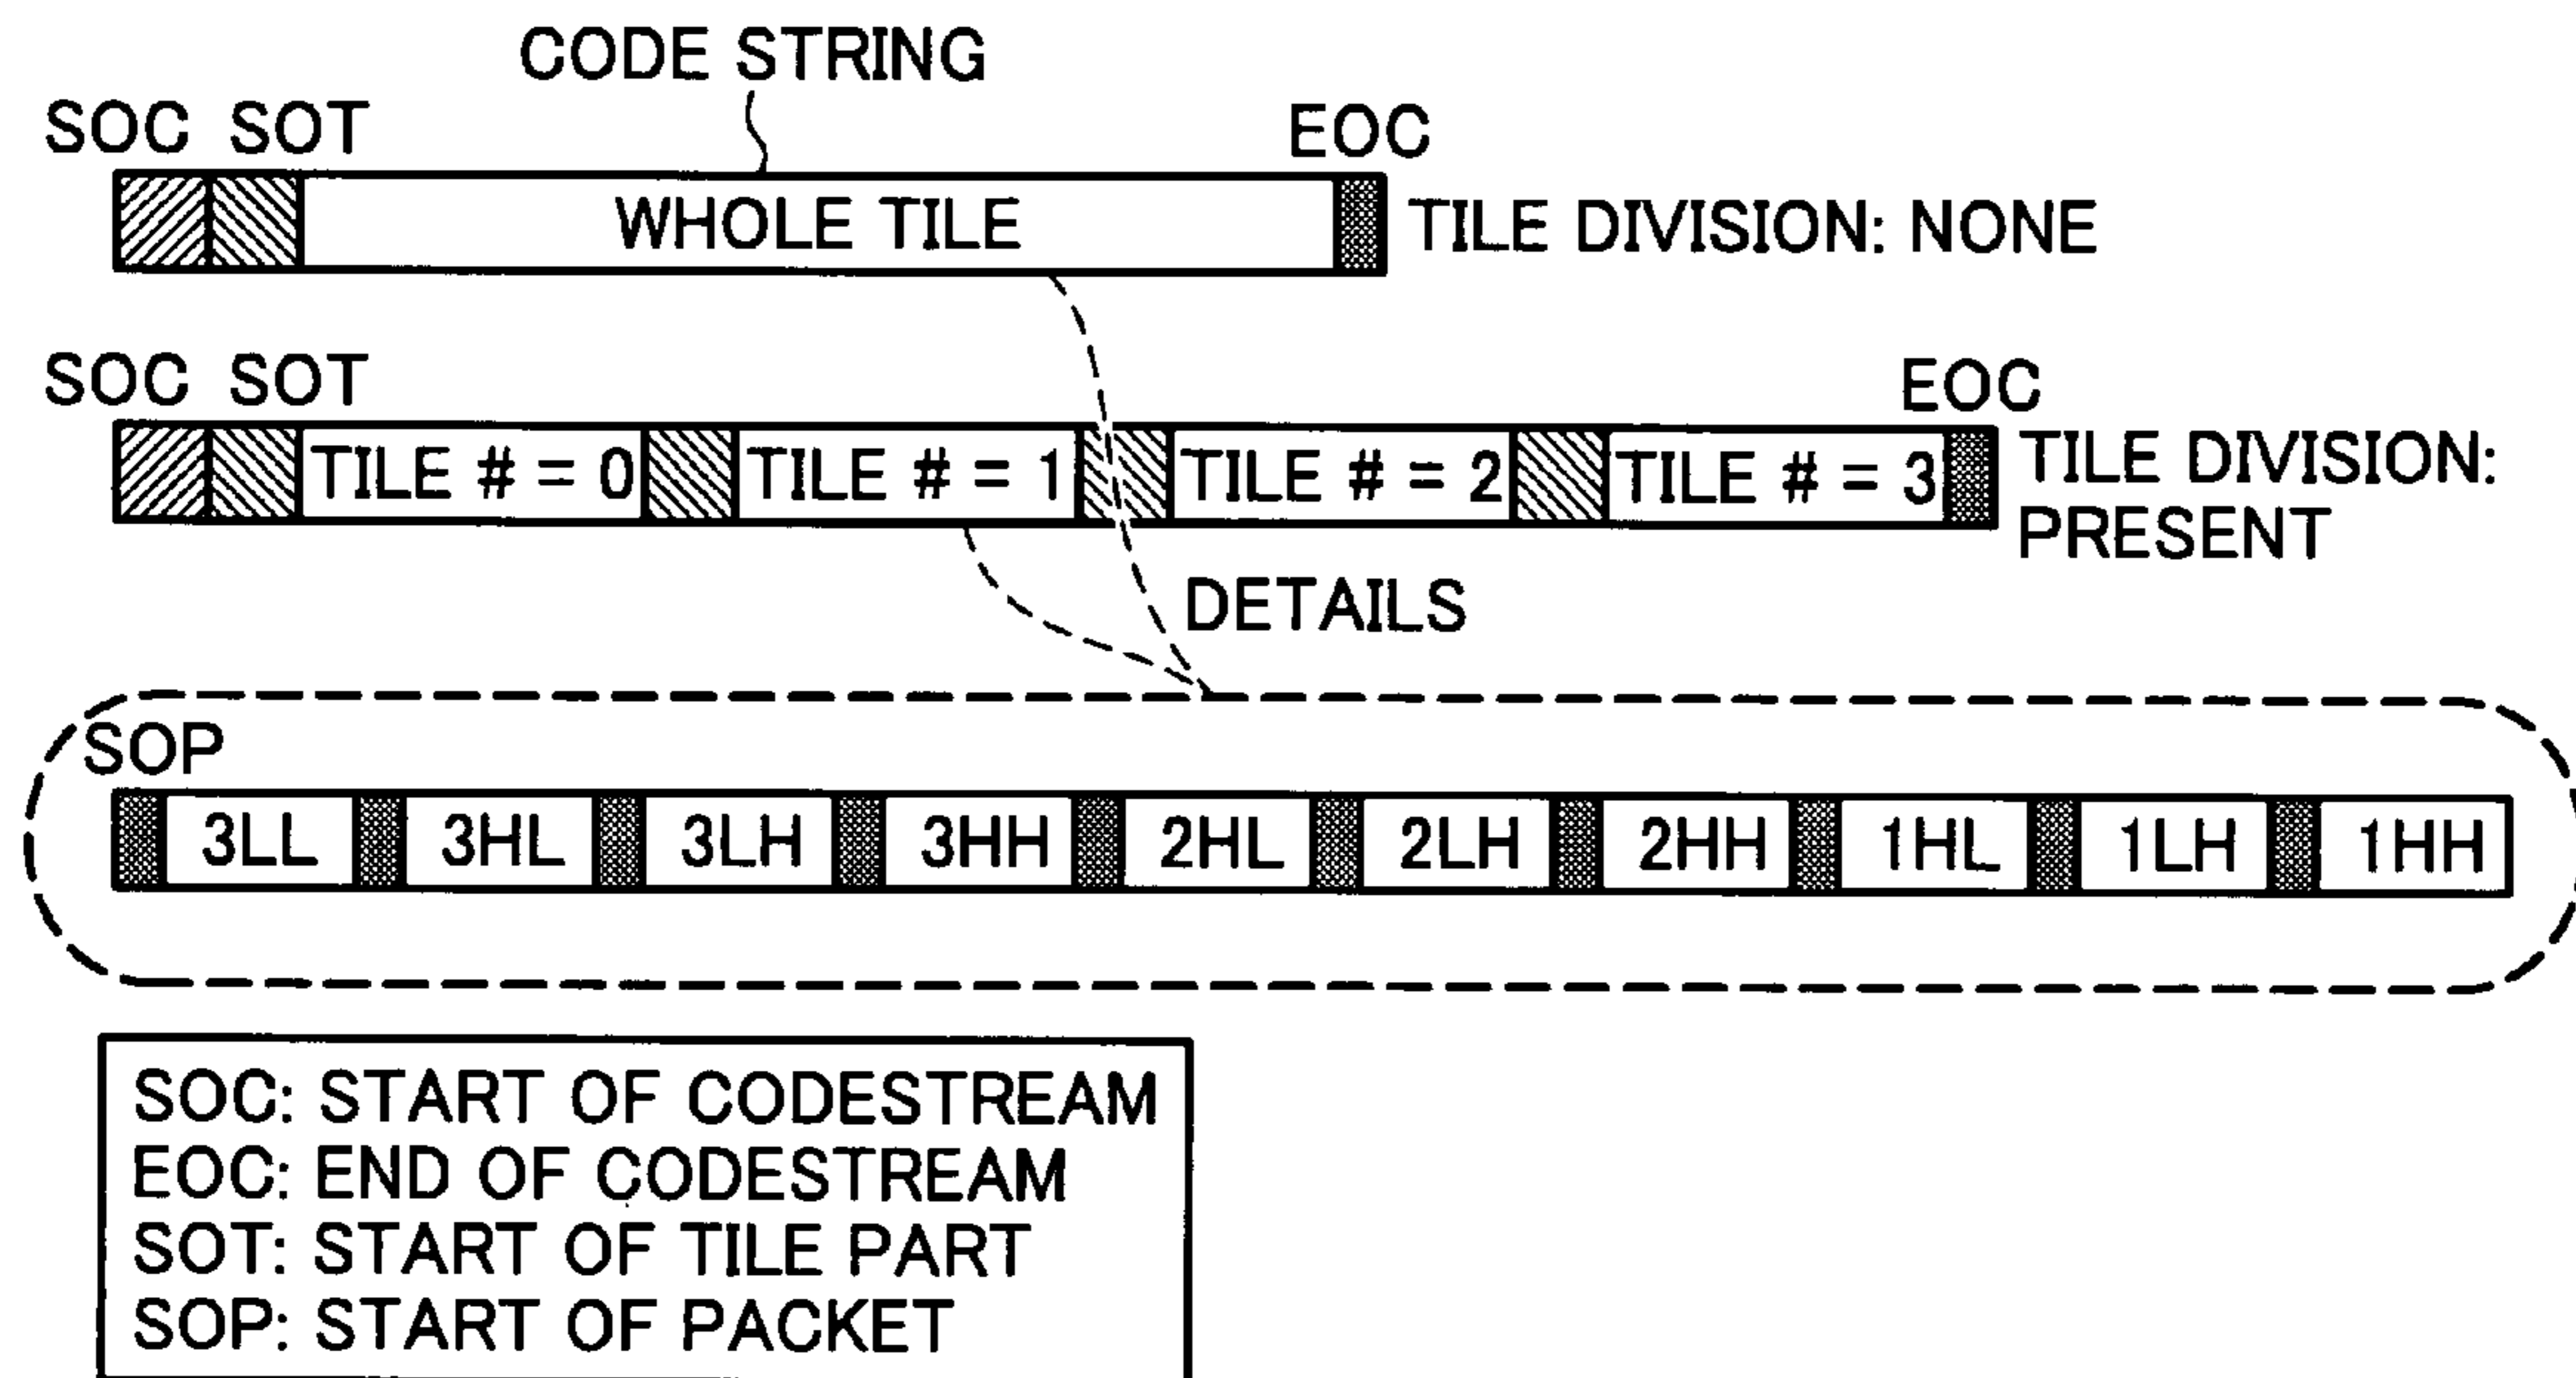 CODE STRING
SOC SOT EOC
WHOLE TILE TILE DIVISION: NONE
SOC SOT EOC
TILE # = 0 TILE # = 1 TILE # = 2 TILE # = 3 TILE DIVISION:
PRESENT
DETAILS
SOP
3LL 3HL 3LH 3HH 2HL 2LH 2HH 1HL 1LH 1HH
SOC: START OF CODESTREAM
EOC: END OF CODESTREAM
SOT: START OF TILE PART
SOP: START OF PACKET